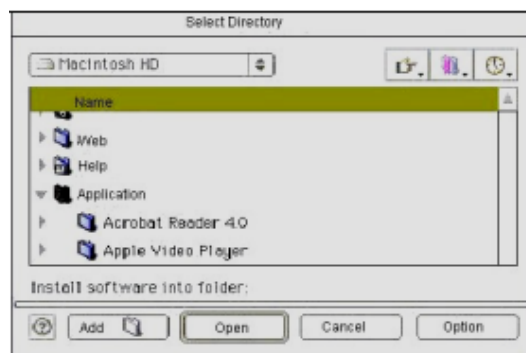 Select Directory
Macintosh HD
Name
Web
Help
Application
Acrobat Reader 4.0
Apple Video Player
Install software into folder:
Add
Open
Cancel
Option